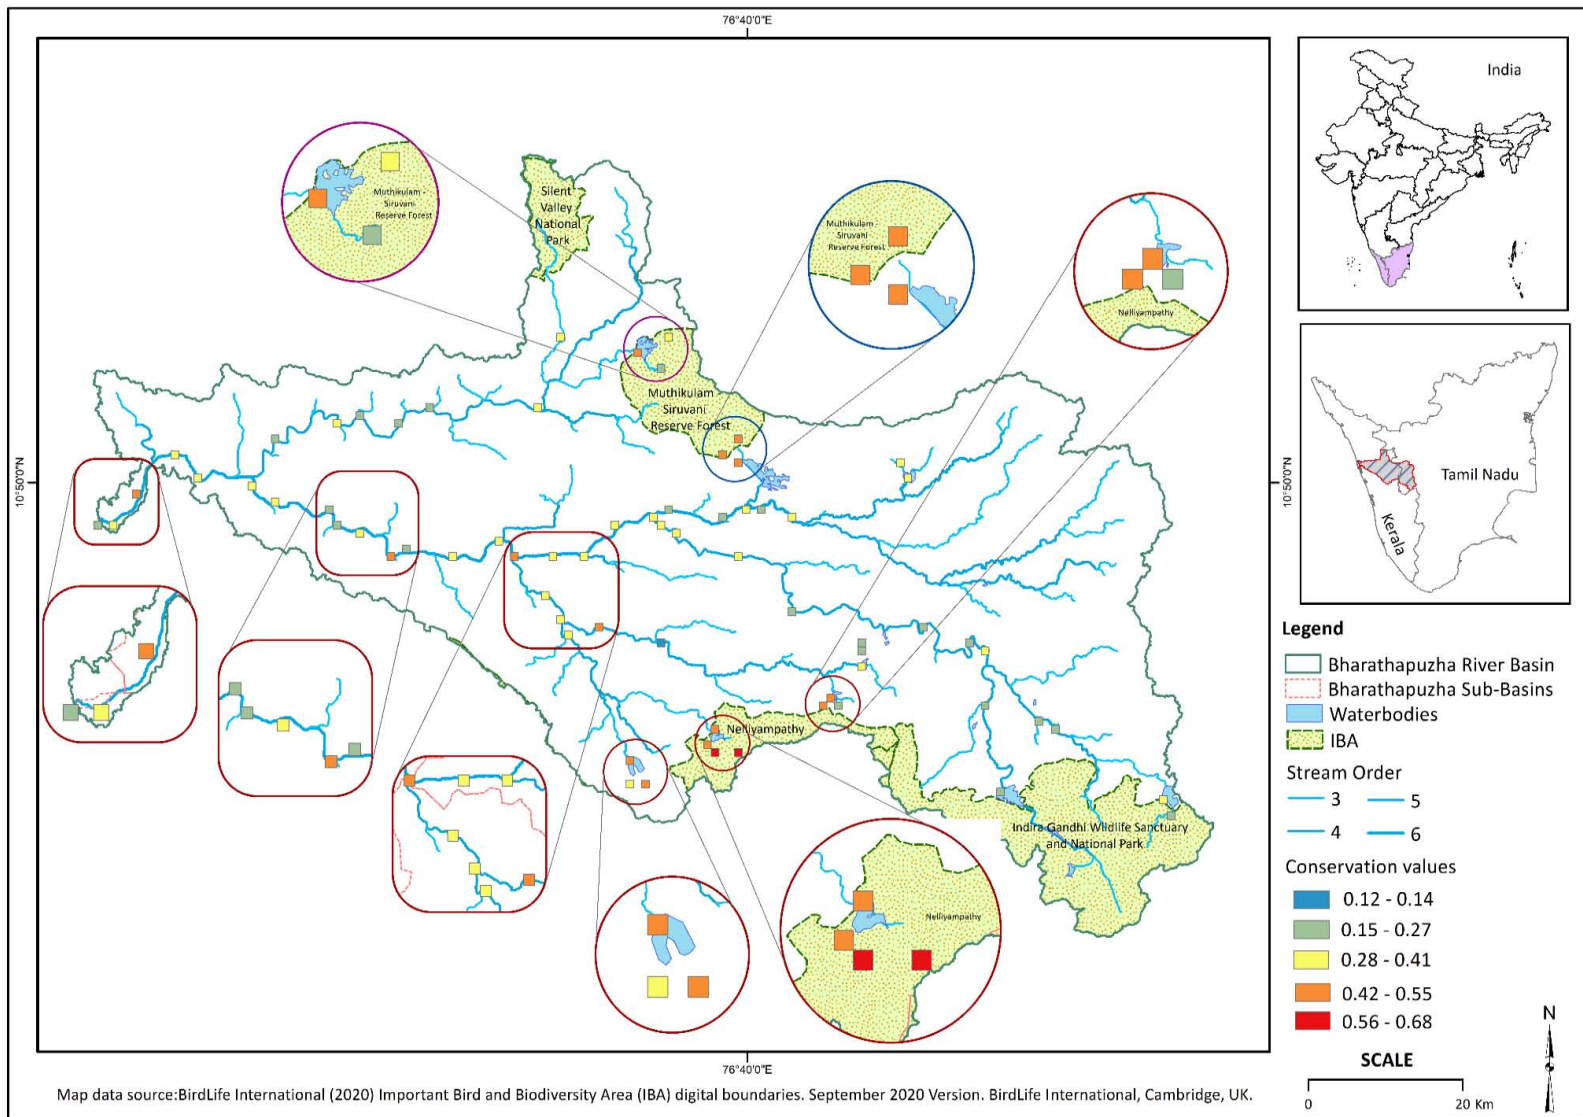 76°40'0"E
India
Silent
Valley
National
Park
Muthikulam -
Siruvani
Reserve Forest
Muthikulam
Siruvani
Reserve Forest
Nelliyampathy
Muthikulam
Siruvani
Reserve Forest
10°50'0"N
10°50'0"N
Tamil Nadu
Kerala
Nelliyampathy
Indira Gandhi Wildlife Sanctuary
and National Park
Nelliyampathy
76°40'0"E
Legend
Bharathapuzha River Basin
Bharathapuzha Sub-Basins
Waterbodies
IBA
Stream Order
3 5
4 6
Conservation values
0.12 - 0.14
0.15 - 0.27
0.28 - 0.41
0.42 - 0.55
0.56 - 0.68
N
SCALE
0 20 Km
Map data source:BirdLife International (2020) Important Bird and Biodiversity Area (IBA) digital boundaries. September 2020 Version. BirdLife International, Cambridge, UK.